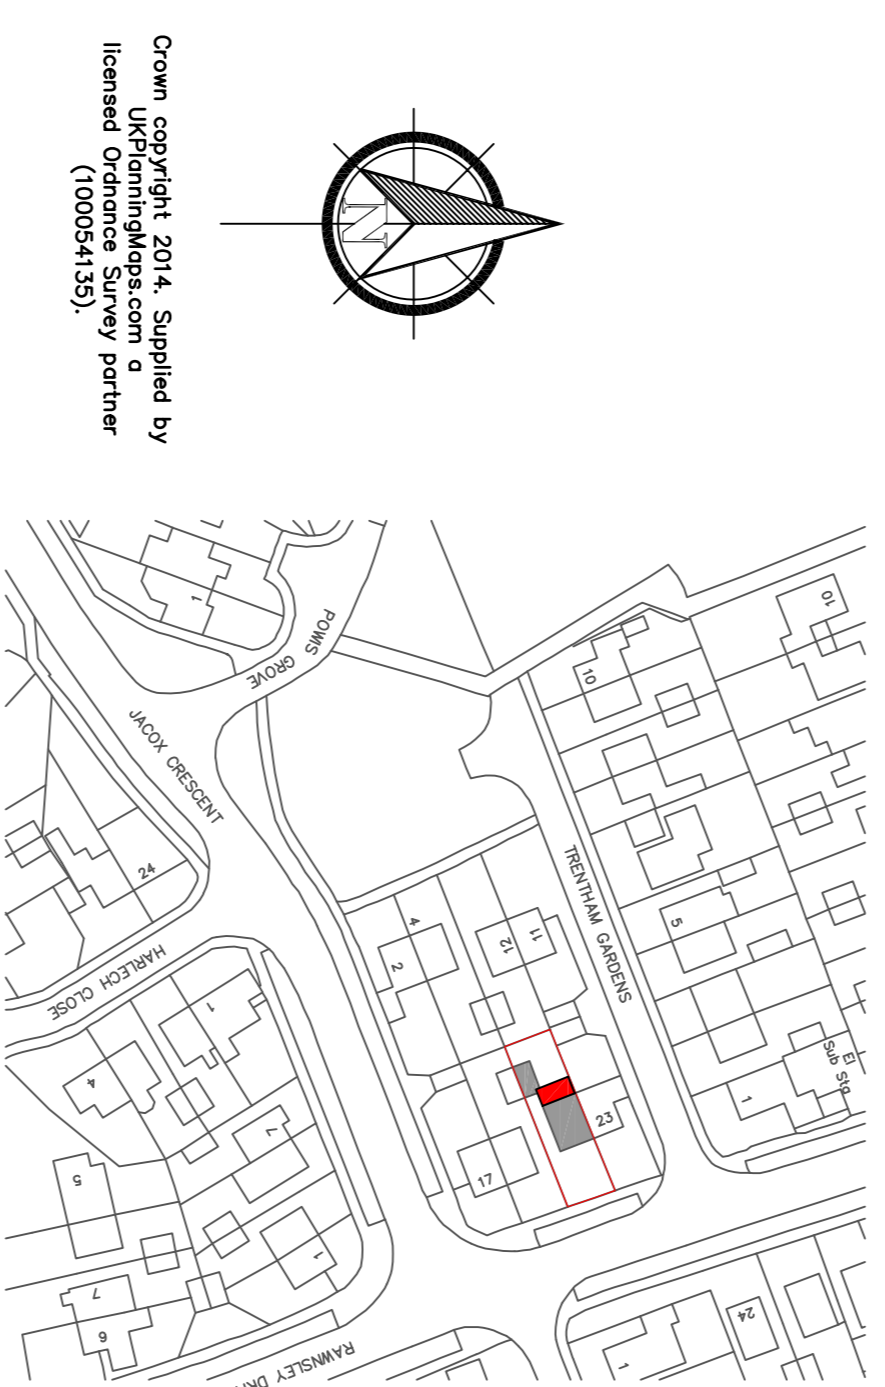 Crown copyright 2014. Supplied by
UKPlanningMaps.com a
licensed Ordnance Survey partner
(100054135).
N
POWIS GROVE
1
JACOX CRESCENT
24
HARLECH CLOSE
10
10
TRENTHAM GARDENS
5
4
2
12
11
El
Sub Sta
1
23
17
1
4
7
5
1
7
6
24
1
RAWNSLEY